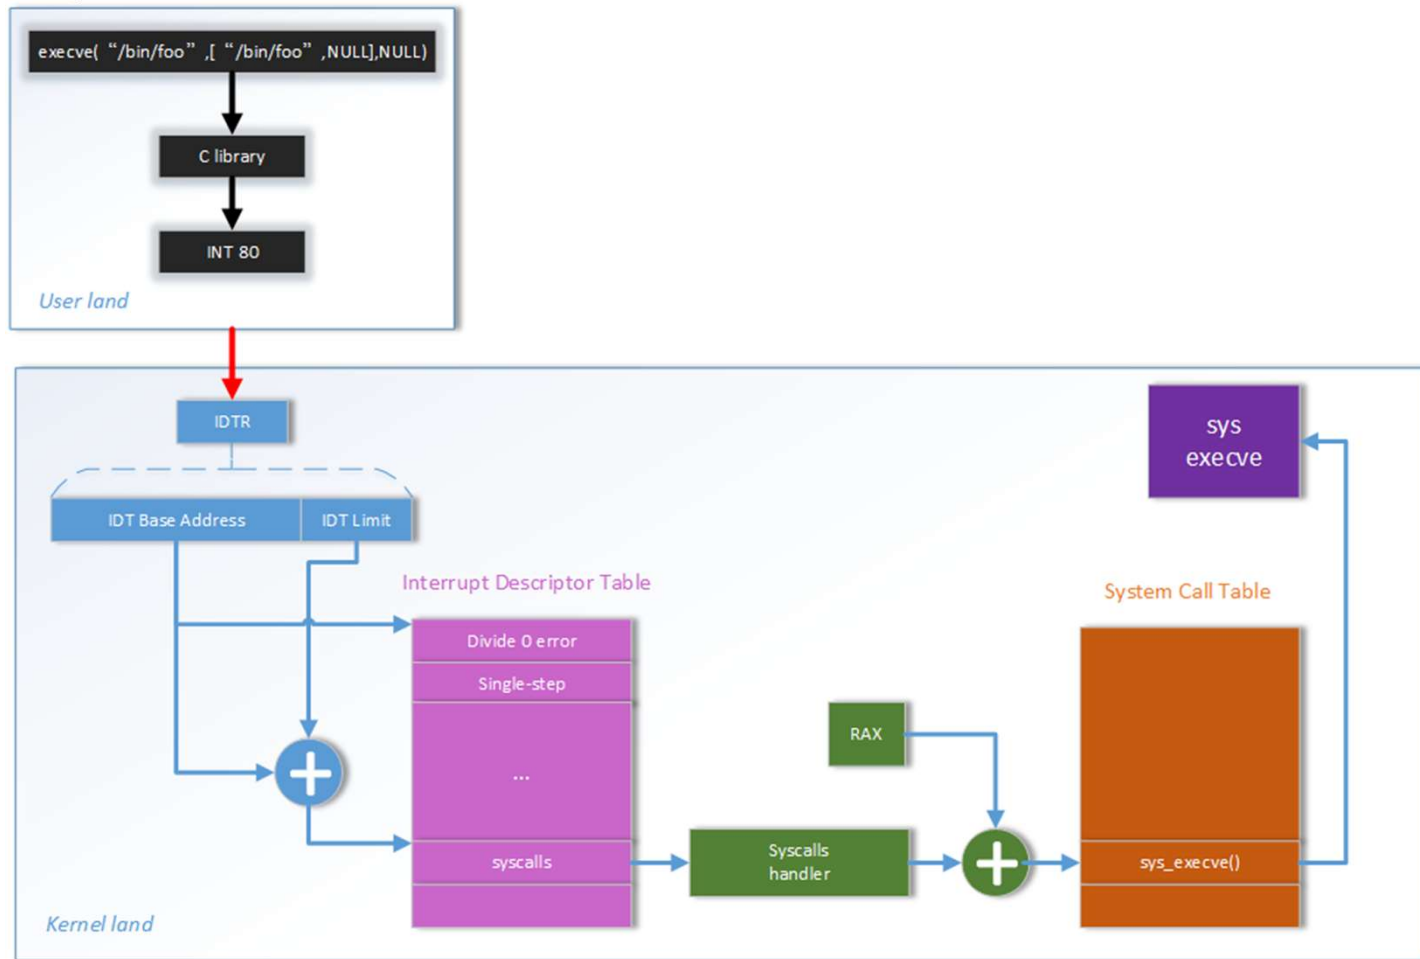 execve( “/bin/foo” ,[ “/bin/foo” ,NULL],NULL)
C library
INT 80
User land
IDTR
sys
execve
IDT Base Address
IDT Limit
Interrupt Descriptor Table
System Call Table
Divide 0 error
Single-step
RAX
...
syscalls
Syscalls
handler
sys_execve()
Kernel land